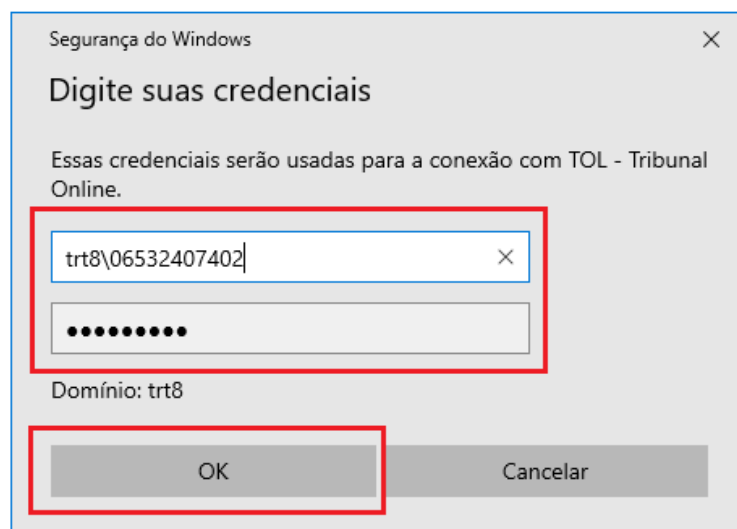 Segurança do Windows
Digite suas credenciais
Essas credenciais serão usadas para a conexão com TOL - Tribunal
Online.
trt8\06532407402
●●●●●●●●●
Domínio: trt8
OK
Cancelar